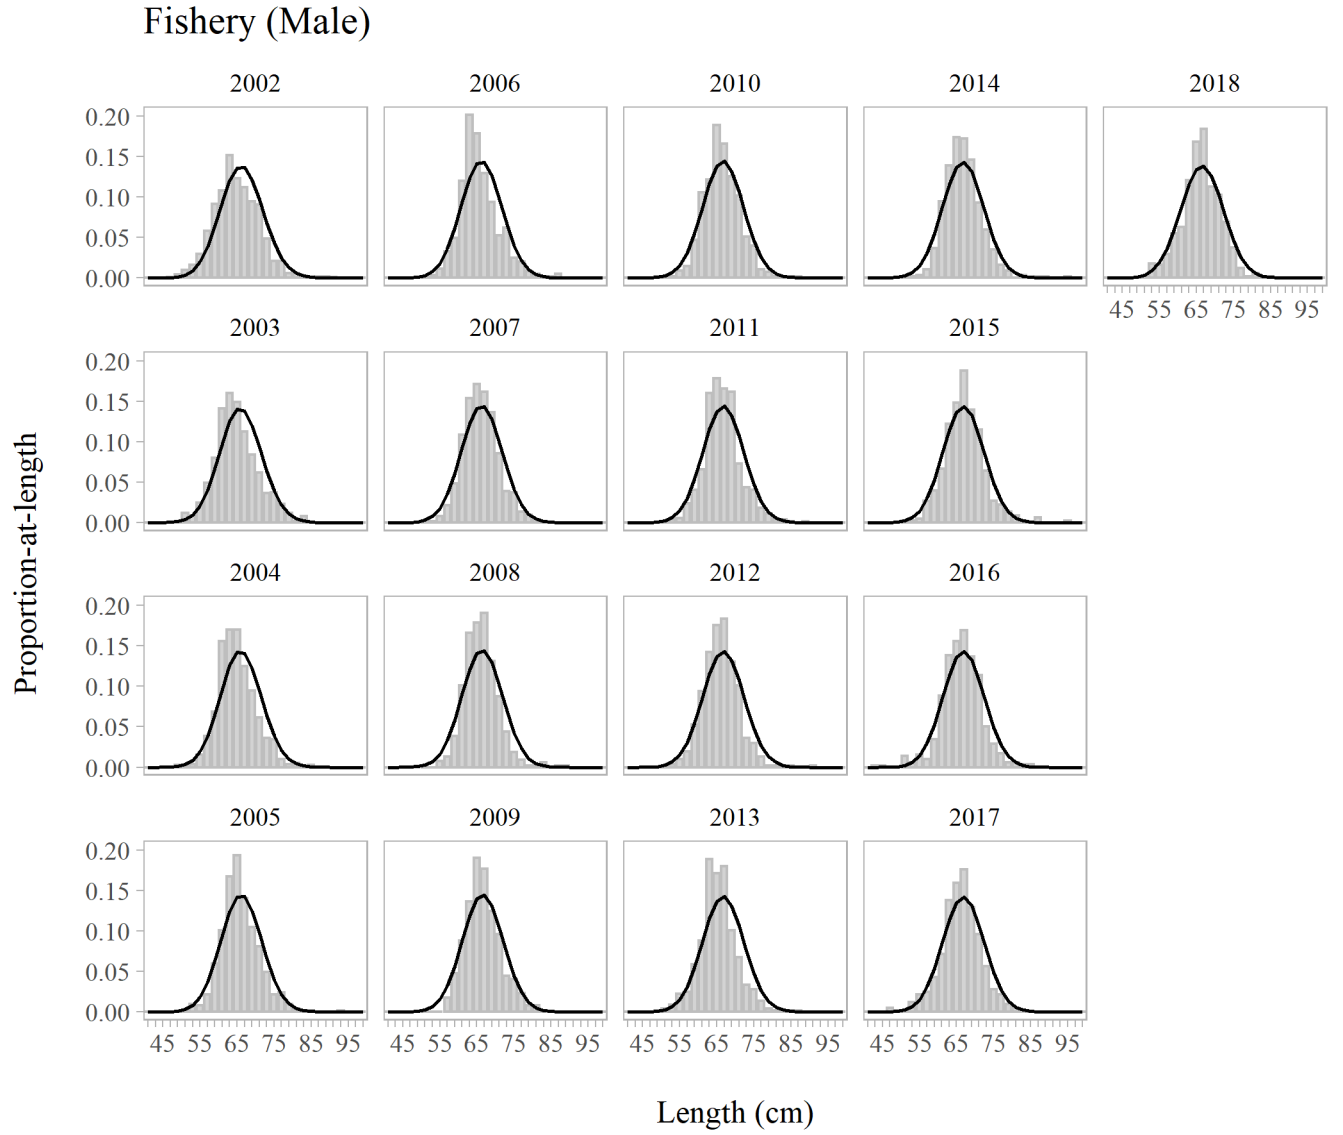 Fishery (Male)
2002 2006 2010 2014 2018
0.20
0.15
0.10
0.05
0.00
45 55 65 75 85 95
2003 2007 2011 2015
0.20
0.15
0.10
0.05
0.00
2004 2008 2012 2016
0.20
0.15
0.10
0.05
0.00
2005 2009 2013 2017
0.20
0.15
0.10
0.05
0.00
45 55 65 75 85 95 45 55 65 75 85 95 45 55 65 75 85 95 45 55 65 75 85 95
Proportion-at-length
Length (cm)